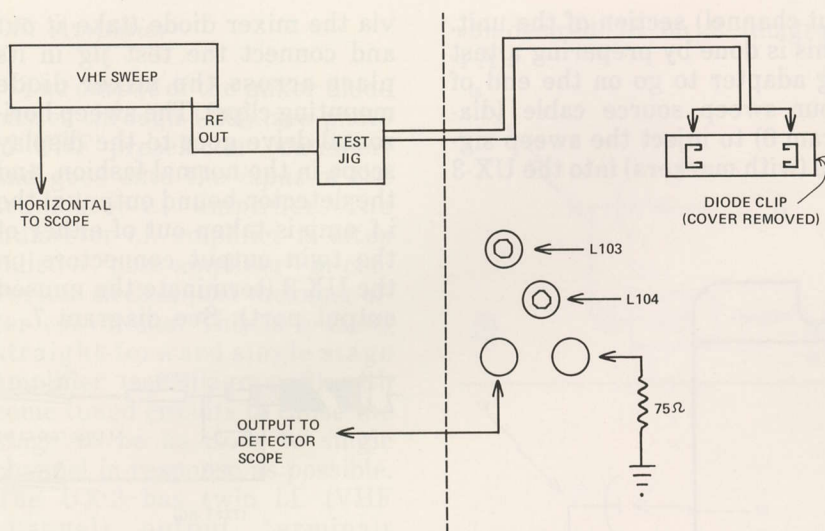 VHF SWEEP
RF
OUT
TEST
JIG
HORIZONTAL
TO SCOPE
DIODE CLIP
(COVER REMOVED)
L103
L104
75Ω
OUTPUT TO
DETECTOR
SCOPE